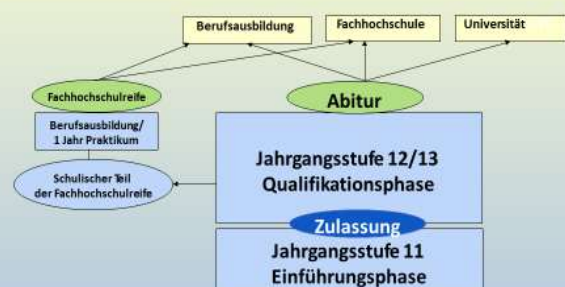 Berufsausbildung
Fachhochschule
Universität
Fachhochschulreife
Abitur
Berufsausbildung/
1 Jahr Praktikum
Schulischer Teil
der Fachhochschulreife
Jahrgangsstufe 12/13
Qualifikationsphase
Zulassung
Jahrgangsstufe 11
Einführungsphase